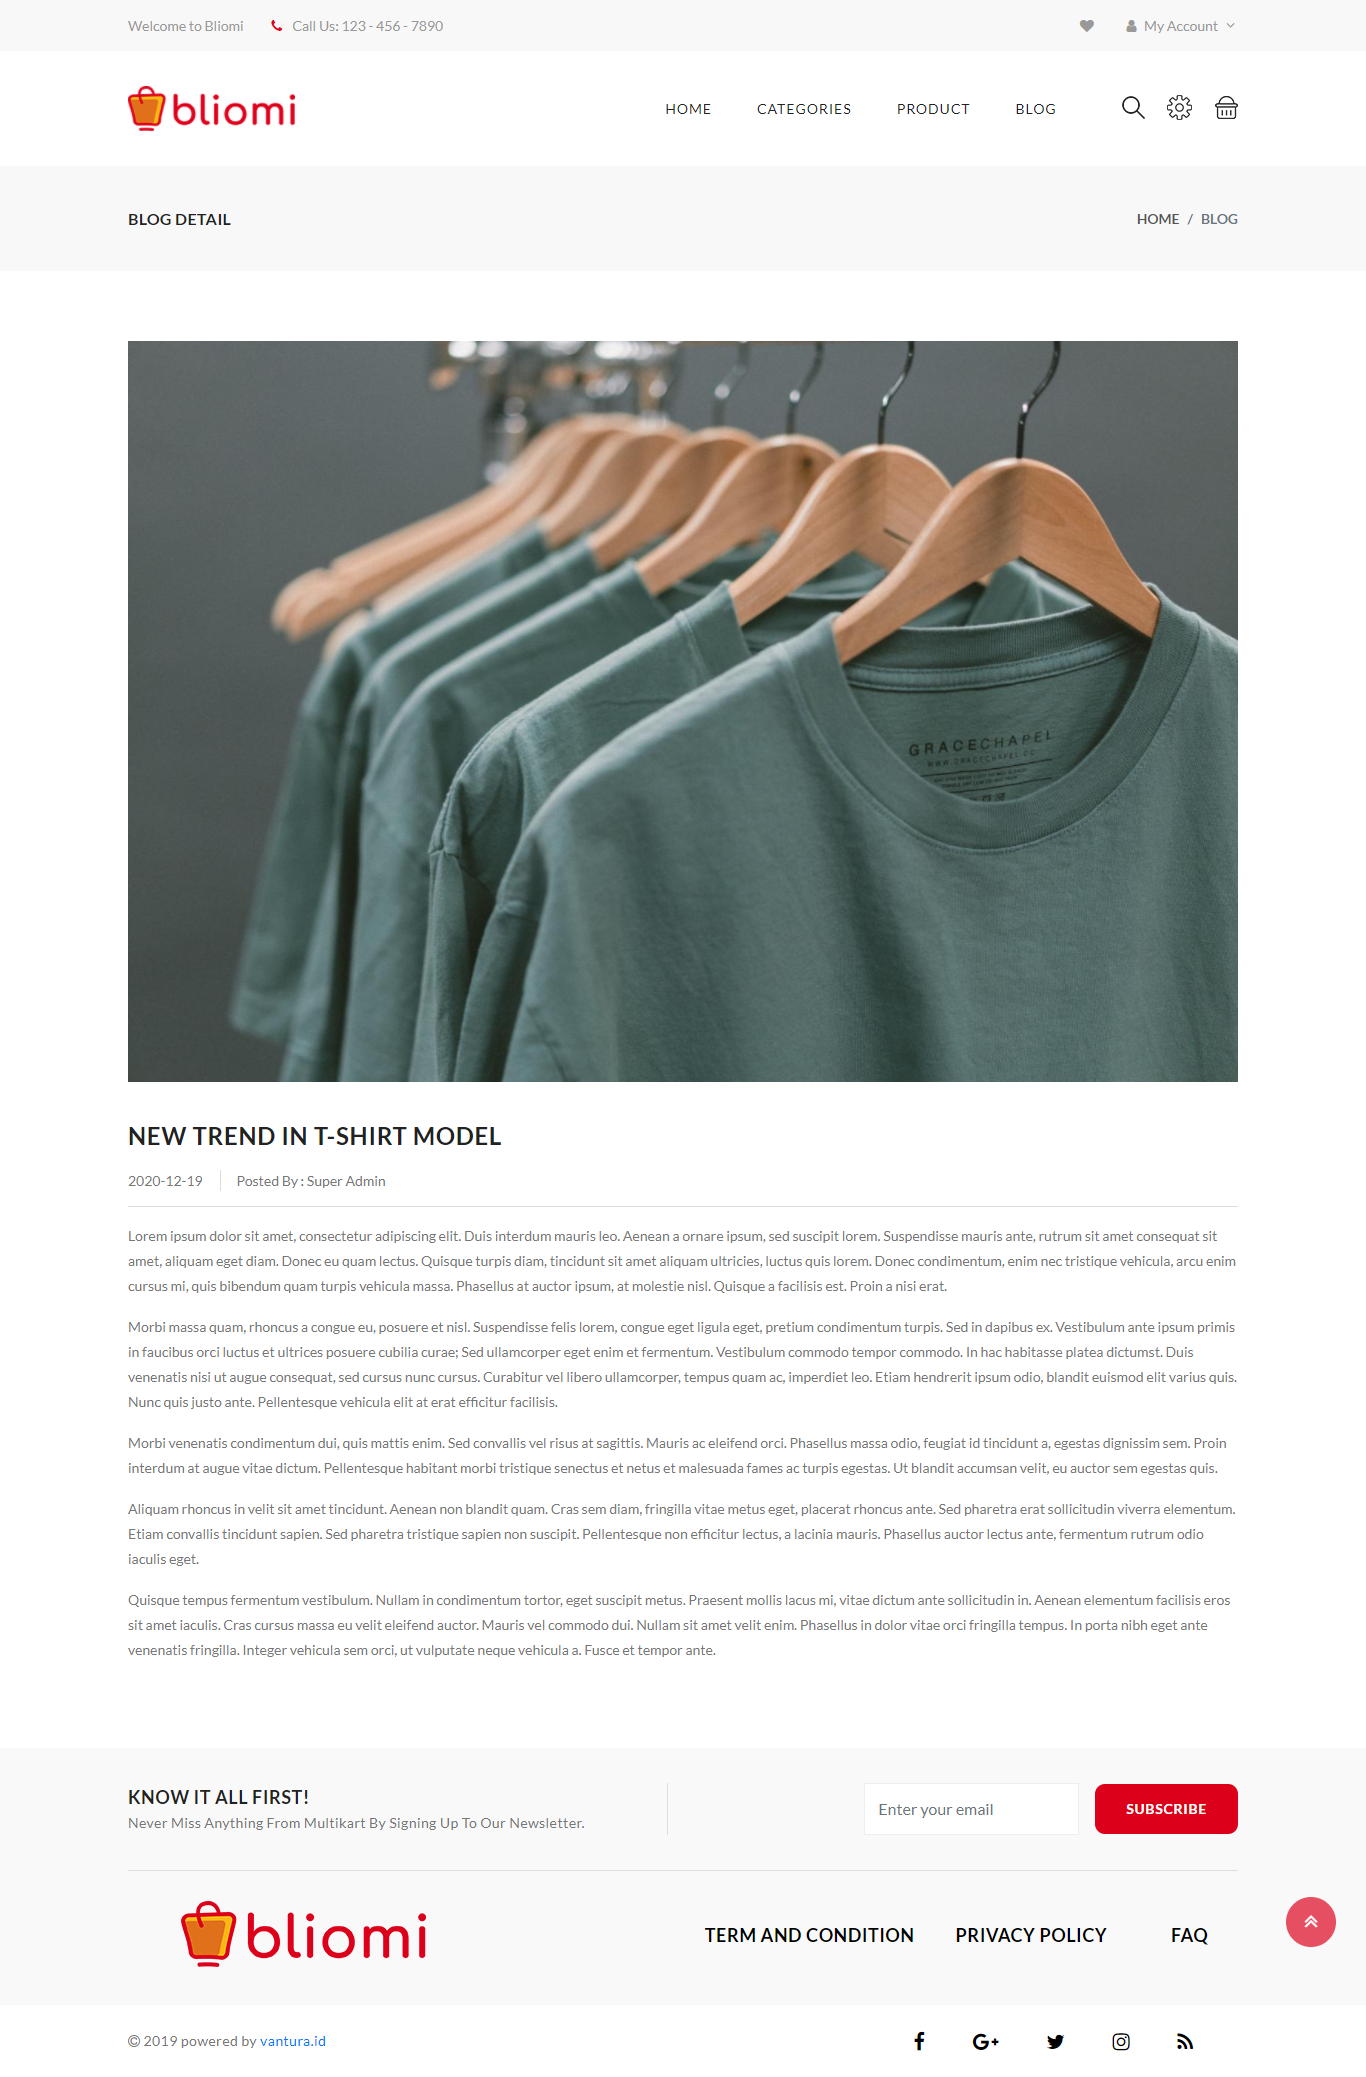 Welcome to Bliomi
Call Us: 123 - 456 - 7890
My Account
bliomi
HOME
CATEGORIES
PRODUCT
BLOG
BLOG DETAIL
HOME / BLOG
GRACECHAPEL
WWW.GRACECHAPEL.CC
NEW TREND IN T-SHIRT MODEL
2020-12-19
Posted By : Super Admin
Lorem ipsum dolor sit amet, consectetur adipiscing elit. Duis interdum mauris leo. Aenean a ornare ipsum, sed suscipit lorem. Suspendisse mauris ante, rutrum sit amet consequat sit
amet, aliquam eget diam. Donec eu quam lectus. Quisque turpis diam, tincidunt sit amet aliquam ultricies, luctus quis lorem. Donec condimentum, enim nec tristique vehicula, arcu enim
cursus mi, quis bibendum quam turpis vehicula massa. Phasellus at auctor ipsum, at molestie nisl. Quisque a facilisis est. Proin a nisi erat.
Morbi massa quam, rhoncus a congue eu, posuere et nisl. Suspendisse felis lorem, congue eget ligula eget, pretium condimentum turpis. Sed in dapibus ex. Vestibulum ante ipsum primis
in faucibus orci luctus et ultrices posuere cubilia curae; Sed ullamcorper eget enim et fermentum. Vestibulum commodo tempor commodo. In hac habitasse platea dictumst. Duis
venenatis nisi ut augue consequat, sed cursus nunc cursus. Curabitur vel libero ullamcorper, tempus quam ac, imperdiet leo. Etiam hendrerit ipsum odio, blandit euismod elit varius quis.
Nunc quis justo ante. Pellentesque vehicula elit at erat efficitur facilisis.
Morbi venenatis condimentum dui, quis mattis enim. Sed convallis vel risus at sagittis. Mauris ac eleifend orci. Phasellus massa odio, feugiat id tincidunt a, egestas dignissim sem. Proin
interdum at augue vitae dictum. Pellentesque habitant morbi tristique senectus et netus et malesuada fames ac turpis egestas. Ut blandit accumsan velit, eu auctor sem egestas quis.
Aliquam rhoncus in velit sit amet tincidunt. Aenean non blandit quam. Cras sem diam, fringilla vitae metus eget, placerat rhoncus ante. Sed pharetra erat sollicitudin viverra elementum.
Etiam convallis tincidunt sapien. Sed pharetra tristique sapien non suscipit. Pellentesque non efficitur lectus, a lacinia mauris. Phasellus auctor lectus ante, fermentum rutrum odio
iaculis eget.
Quisque tempus fermentum vestibulum. Nullam in condimentum tortor, eget suscipit metus. Praesent mollis lacus mi, vitae dictum ante sollicitudin in. Aenean elementum facilisis eros
sit amet iaculis. Cras cursus massa eu velit eleifend auctor. Mauris vel commodo dui. Nullam sit amet velit enim. Phasellus in dolor vitae orci fringilla tempus. In porta nibh eget ante
venenatis fringilla. Integer vehicula sem orci, ut vulputate neque vehicula a. Fusce et tempor ante.
KNOW IT ALL FIRST!
Never Miss Anything From Multikart By Signing Up To Our Newsletter.
Enter your email
SUBSCRIBE
bliomi
TERM AND CONDITION
PRIVACY POLICY
FAQ
© 2019 powered by vantura.id